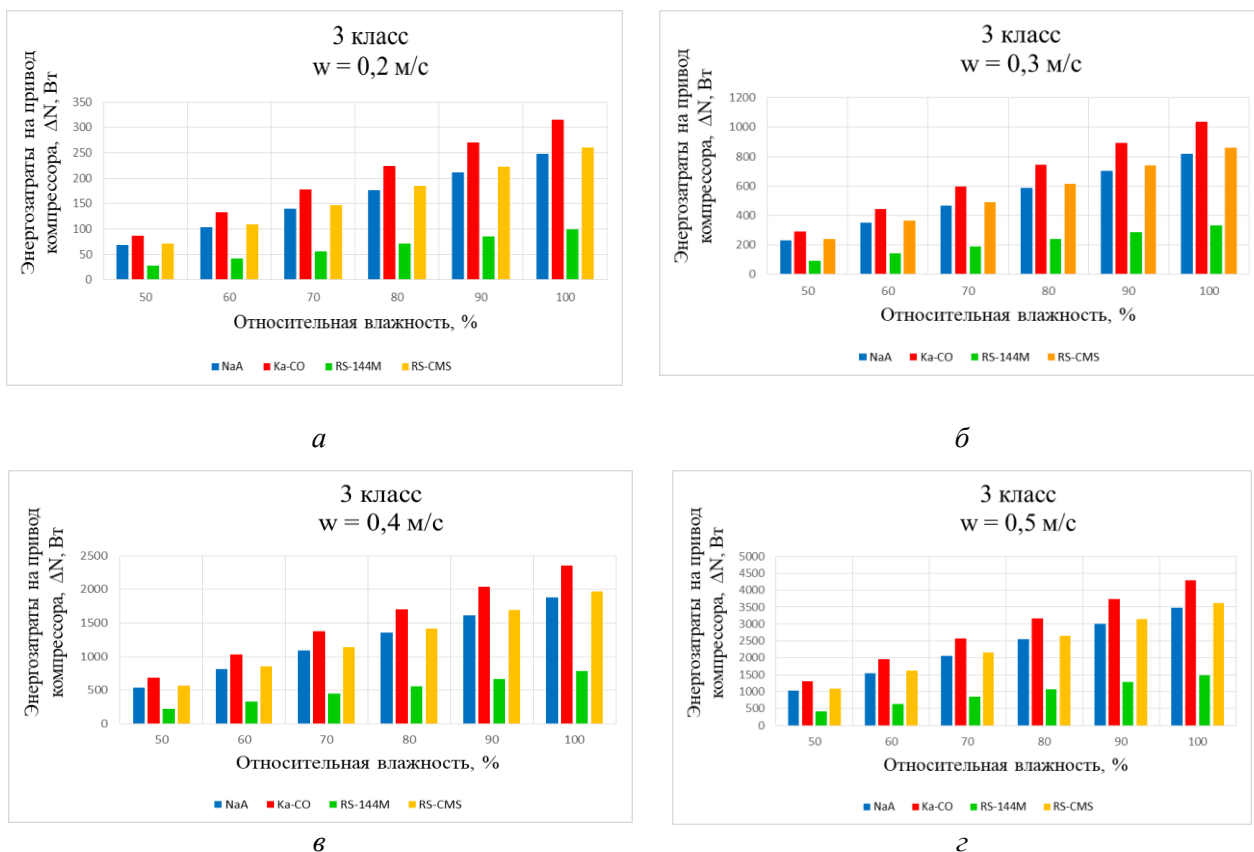 3 класс
w = 0,2 м/с
Энергозатраты на привод
компрессора, ΔN, Вт
350
300
250
200
150
100
50
0
50 60 70 80 90 100
Относительная влажность, %
NaA Ka-CO RS-144M RS-CMS
а
3 класс
w = 0,3 м/с
Энергозатраты на привод
компрессора, ΔN, Вт
1200
1000
800
600
400
200
0
50 60 70 80 90 100
Относительная влажность, %
NaA Ka-CO RS-144M RS-CMS
б
3 класс
w = 0,4 м/с
Энергозатраты на привод
компрессора, ΔN, Вт
2500
2000
1500
1000
500
0
50 60 70 80 90 100
Относительная влажность, %
NaA Ka-CO RS-144M RS-CMS
в
3 класс
w = 0,5 м/с
Энергозатраты на привод
компрессора, ΔN, Вт
5000
4500
4000
3500
3000
2500
2000
1500
1000
500
0
50 60 70 80 90 100
Относительная влажность, %
NaA Ka-CO RS-144M RS-CMS
г